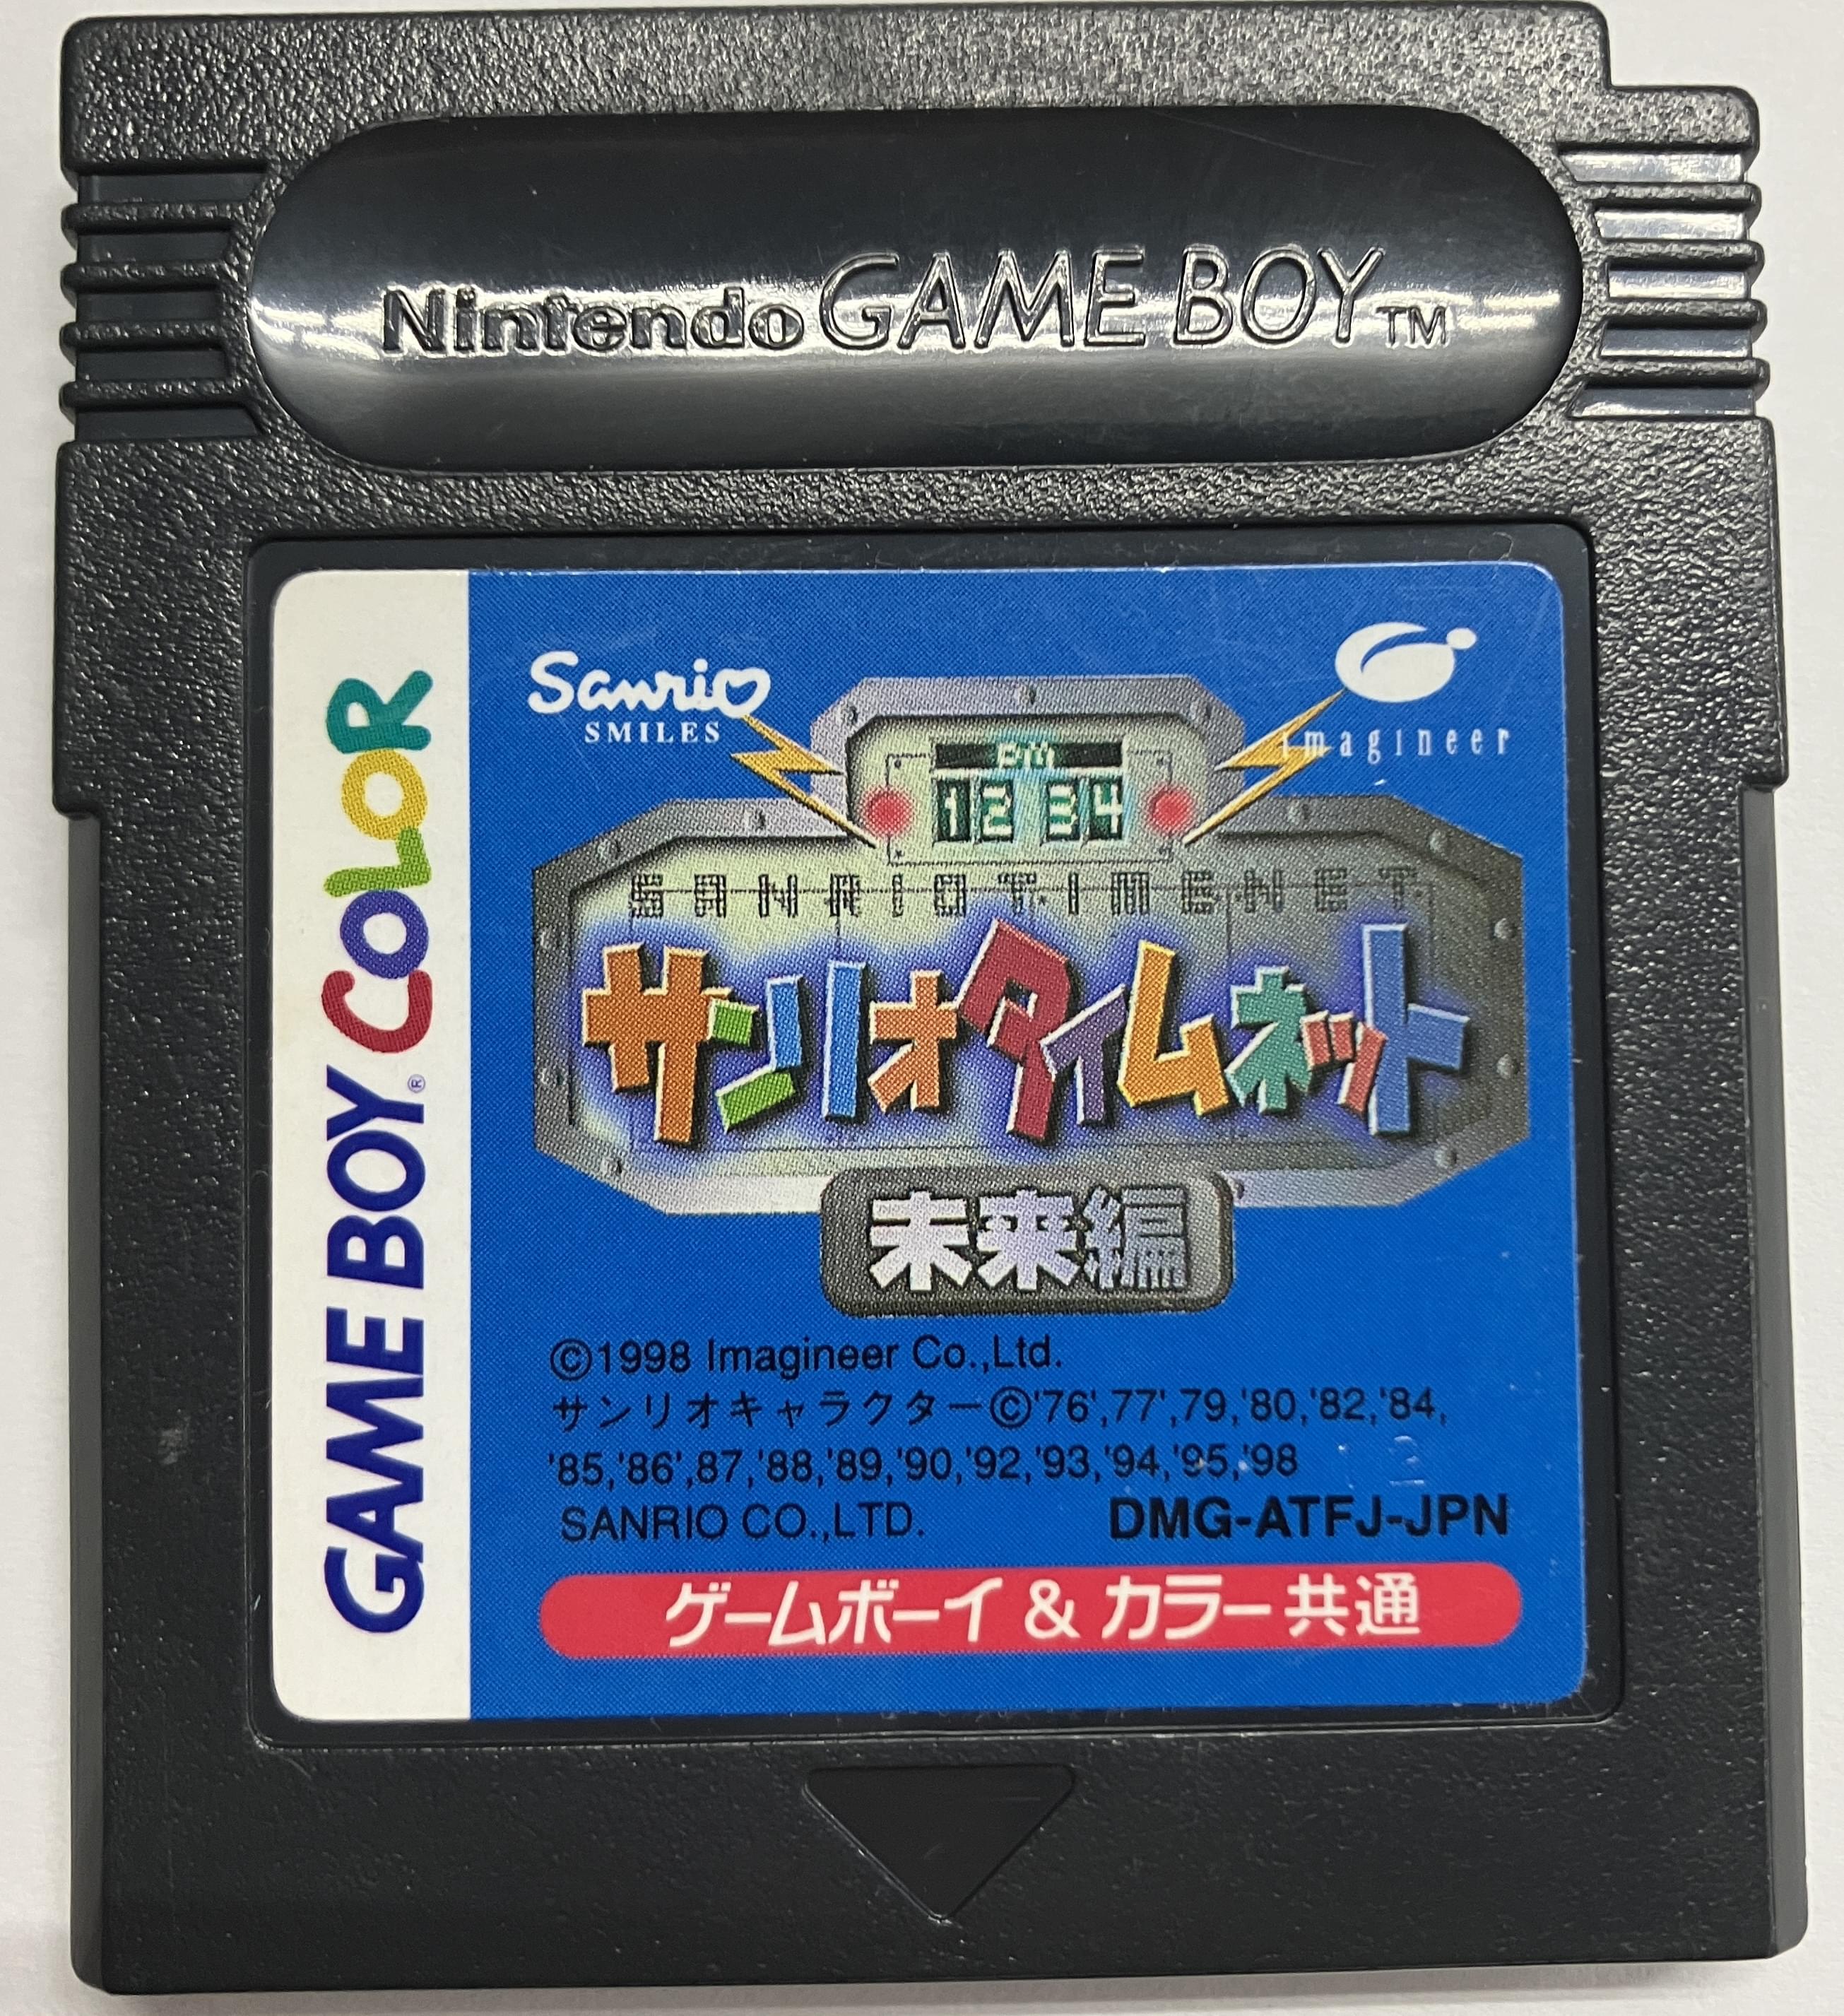 Nintendo GAME BOY TM
GAME BOY® COLOR
Sanrio
SMILES
imagineer
PM
12 34
SANRIO TIMENET
サンリオタイムネット
未来編
©1998 Imagineer Co.,Ltd.
サンリオキャラクター©'76',77',79,'80,'82,'84,
'85,'86',87,'88,'89,'90,'92,'93,'94,'95,'98
SANRIO CO.,LTD.
DMG-ATFJ-JPN
ゲームボーイ & カラー共通